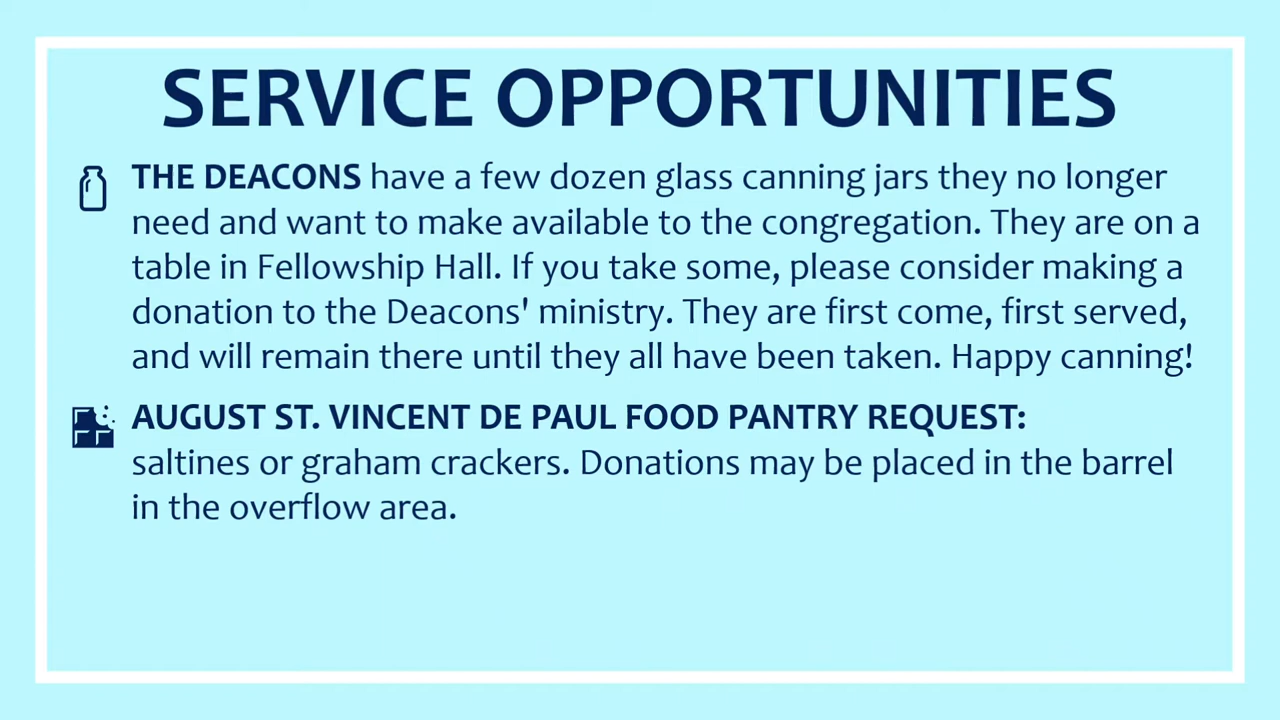 SERVICE OPPORTUNITIES
THE DEACONS have a few dozen glass canning jars they no longer
need and want to make available to the congregation. They are on a
table in Fellowship Hall. If you take some, please consider making a
donation to the Deacons' ministry. They are first come, first served,
and will remain there until they all have been taken. Happy canning!
AUGUST ST. VINCENT DE PAUL FOOD PANTRY REQUEST:
saltines or graham crackers. Donations may be placed in the barrel
in the overflow area.